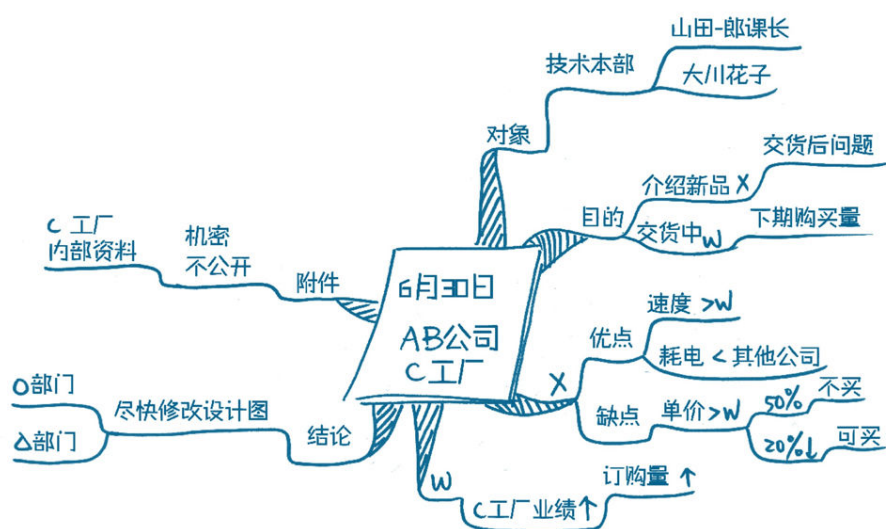 山田-郎课长
技术本部
大川花子
对象
交货后问题
介绍新品 X
目的
交货中W
下期购买量
C 工厂
内部资料
机密
不公开
附件
6月30日
AB公司
C 工厂
速度 >W
优点
耗电 < 其他公司
X
缺点
单价>W
50%
不买
20%↓
可买
O部门
尽快修改设计图
△部门
结论
W
C工厂业绩↑
订购量 ↑